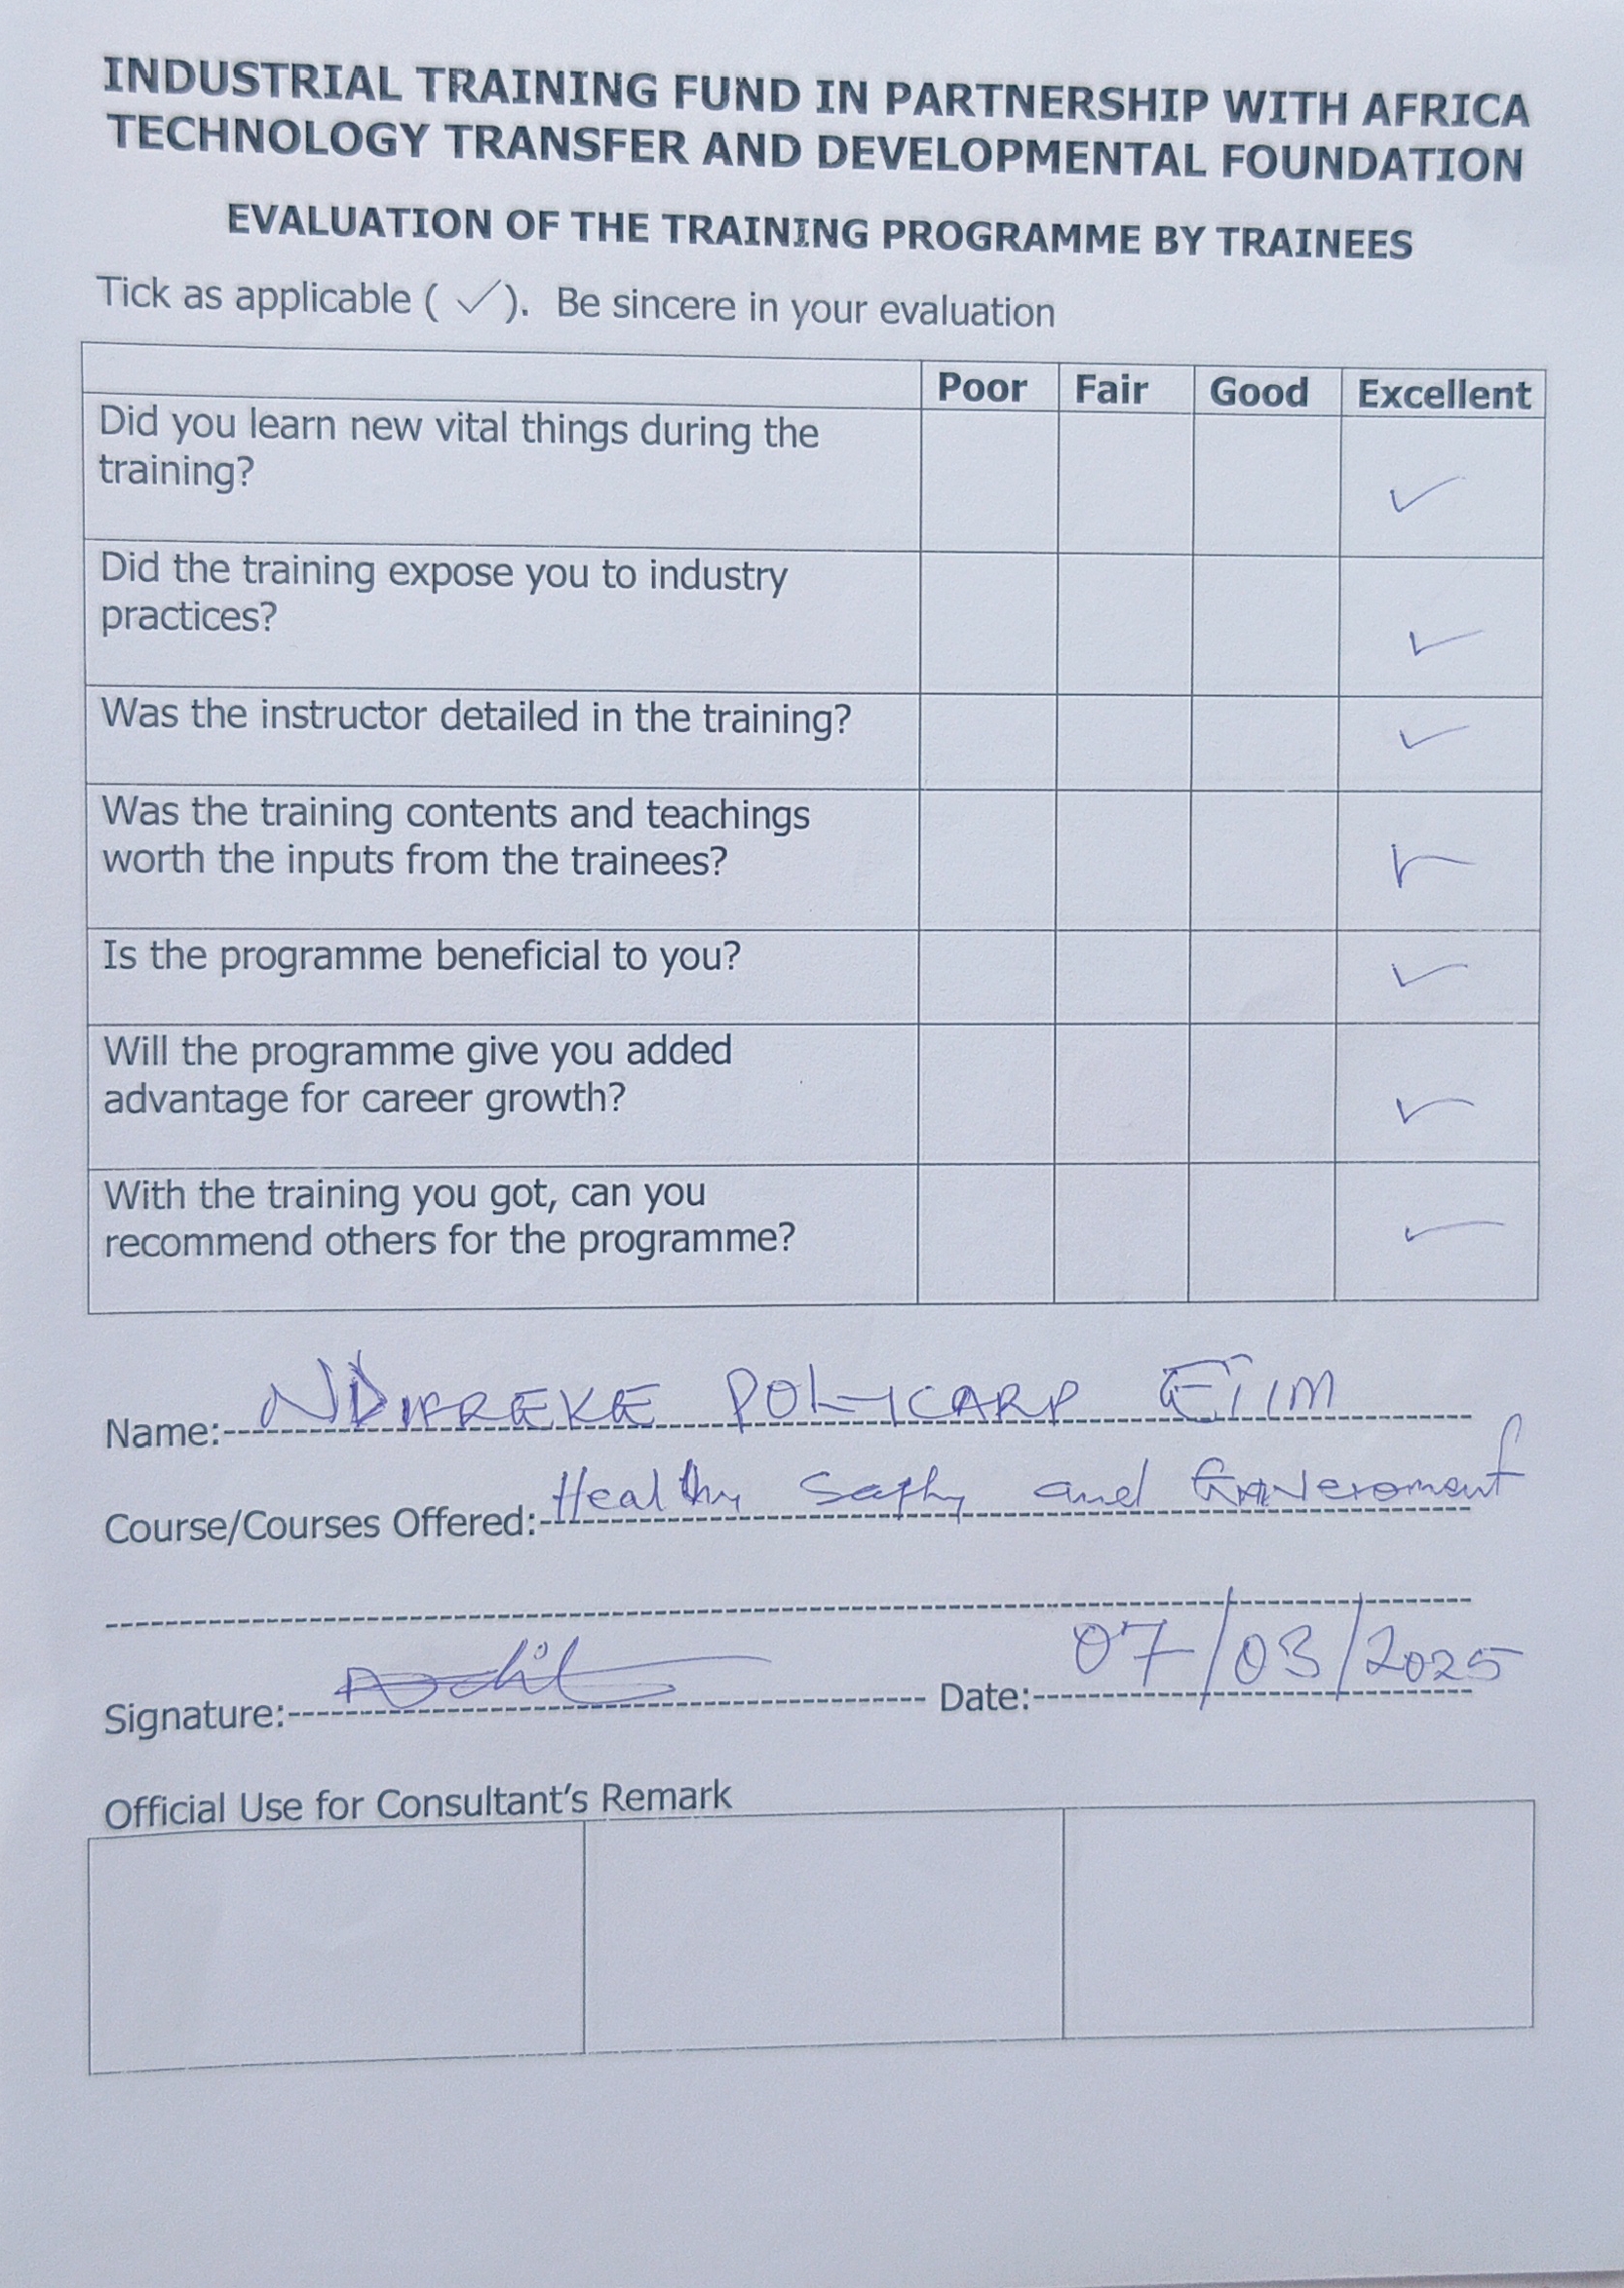 INDUSTRIAL TRAINING FUND IN PARTNERSHIP WITH AFRICA
TECHNOLOGY TRANSFER AND DEVELOPMENTAL FOUNDATION
EVALUATION OF THE TRAINING PROGRAMME BY TRAINEES
Tick as applicable ( ✓). Be sincere in your evaluation
Poor Fair Good Excellent
Did you learn new vital things during the
training?
✓
Did the training expose you to industry
practices?
✓
Was the instructor detailed in the training? ✓
Was the training contents and teachings
worth the inputs from the trainees? ✓
Is the programme beneficial to you? ✓
Will the programme give you added
advantage for career growth? ✓
With the training you got, can you
recommend others for the programme? ✓
Name: NDIFREKE POLYCARP ETIM
Course/Courses Offered: and
Signature: Date: 07/03/2025
Official Use for Consultant's Remark